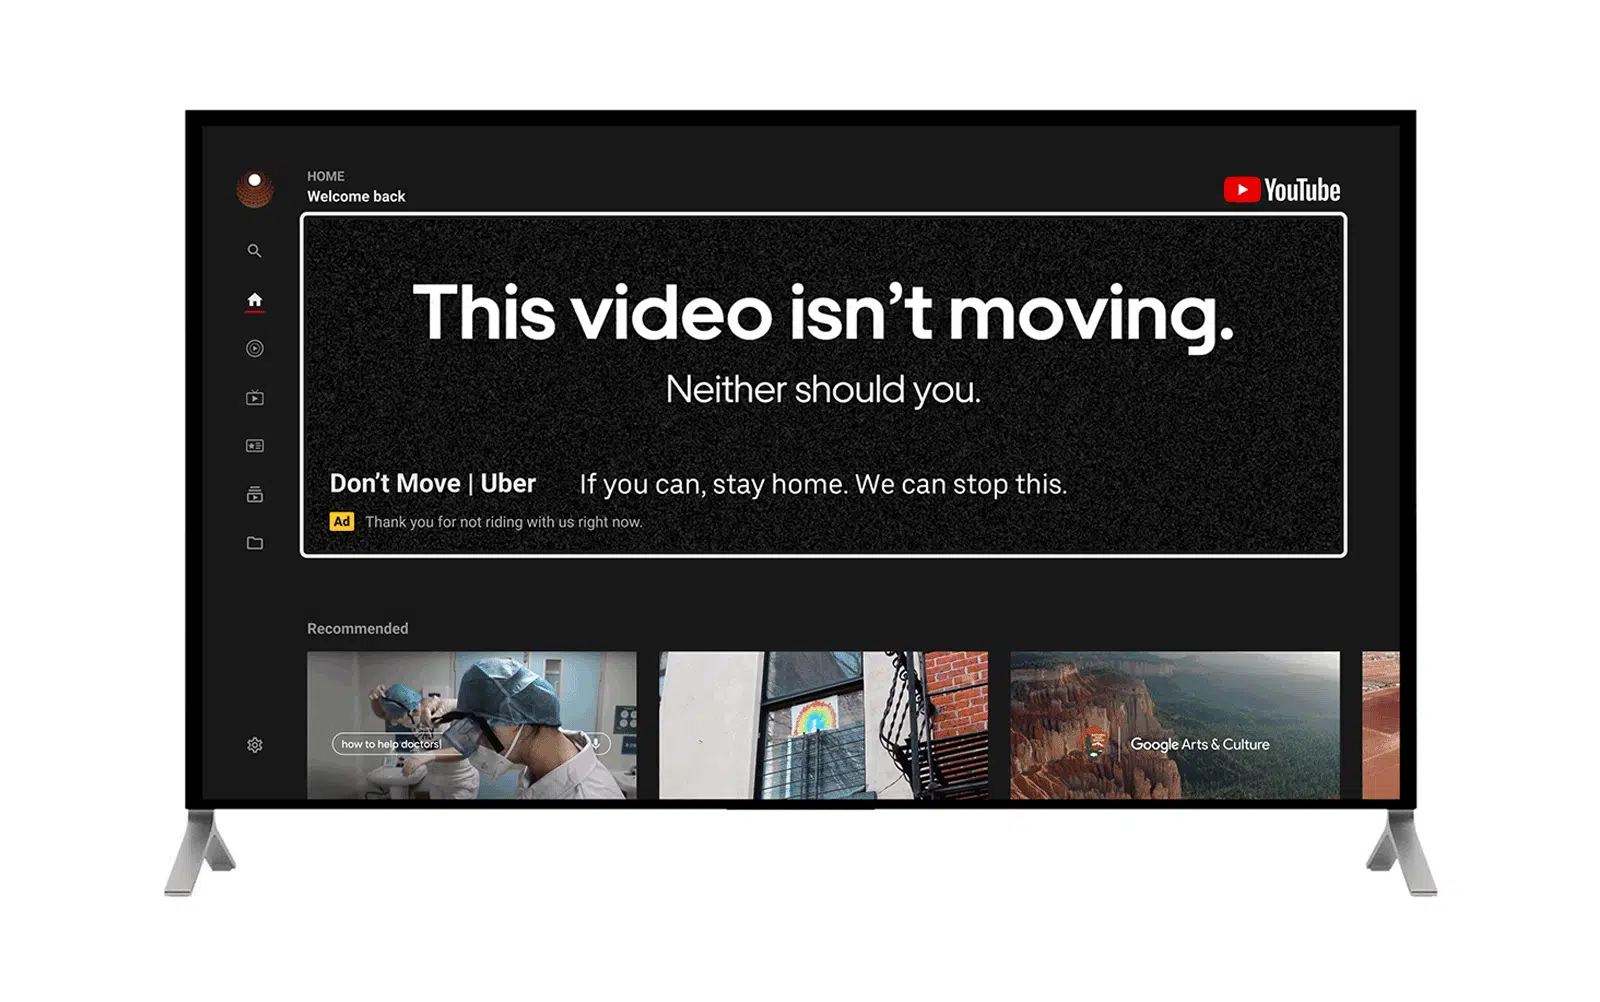 HOME
Welcome back
YouTube
This video isn’t moving.
Neither should you.
Don’t Move | Uber
If you can, stay home. We can stop this.
Ad
Thank you for not riding with us right now.
Recommended
how to help doctors
Google Arts & Culture